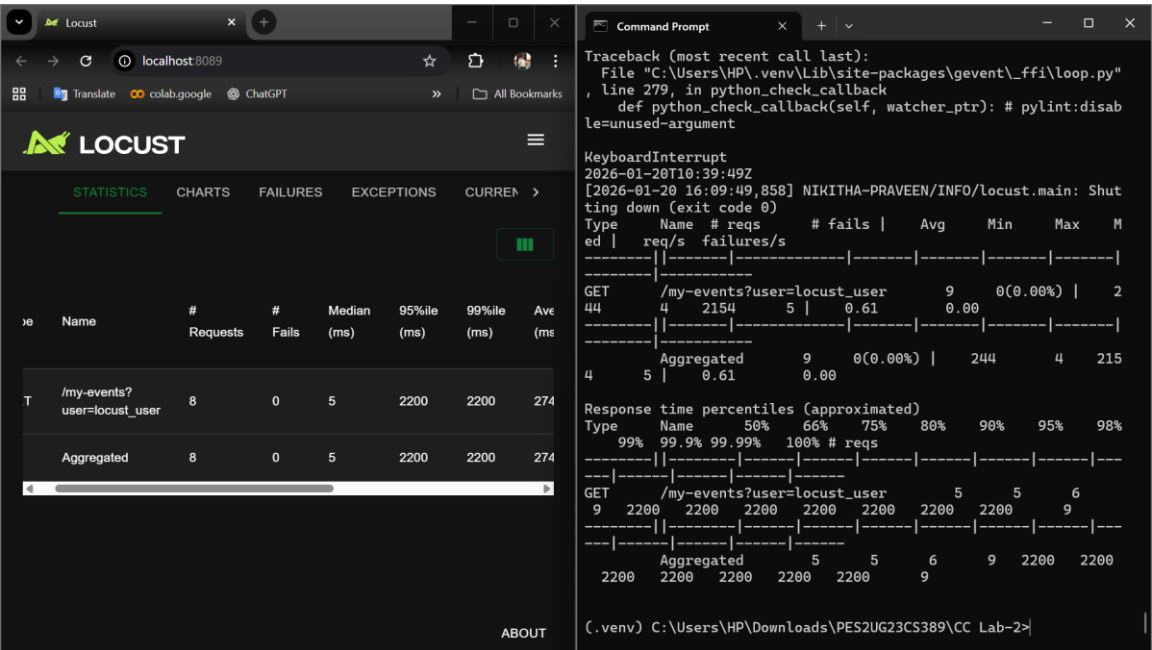 Locust
localhost:8089
Translate colab.google ChatGPT » All Bookmarks
LOCUST
STATISTICS CHARTS FAILURES EXCEPTIONS CURREN
pe Name # Requests # Fails Median (ms) 95%ile (ms) 99%ile (ms) Ave (ms
T /my-events?user=locust_user 8 0 5 2200 2200 274
Aggregated 8 0 5 2200 2200 274
ABOUT
Command Prompt
Traceback (most recent call last):
  File "C:\Users\HP\.venv\Lib\site-packages\gevent\_ffi\loop.py"
, line 279, in python_check_callback
    def python_check_callback(self, watcher_ptr): # pylint:disab
le=unused-argument
KeyboardInterrupt
2026-01-20T10:39:49Z
[2026-01-20 16:09:49,858] NIKITHA-PRAVEEN/INFO/locust.main: Shut
ting down (exit code 0)
Type     Name  # reqs      # fails |    Avg     Min     Max    M
ed |   req/s  failures/s
--------||-------|-------------|-------|-------|-------|-------|
--------|-----------
GET      /my-events?user=locust_user       9     0(0.00%) |    2
44      4    2154      5 |    0.61        0.00
--------||-------|-------------|-------|-------|-------|-------|
--------|-----------
         Aggregated       9     0(0.00%) |    244       4    215
4      5 |    0.61        0.00
Response time percentiles (approximated)
Type     Name      50%    66%    75%    80%    90%    95%    98%
    99%  99.9% 99.99%   100% # reqs
--------||--------|------|------|------|------|------|------|---
---|------|------|------|------
GET      /my-events?user=locust_user        5      5      6
 9   2200   2200   2200   2200   2200   2200   2200      9
--------||--------|------|------|------|------|------|------|---
---|------|------|------|------
         Aggregated        5      5      6      9   2200   2200
  2200   2200   2200   2200   2200      9
(.venv) C:\Users\HP\Downloads\PES2UG23CS389\CC Lab-2>